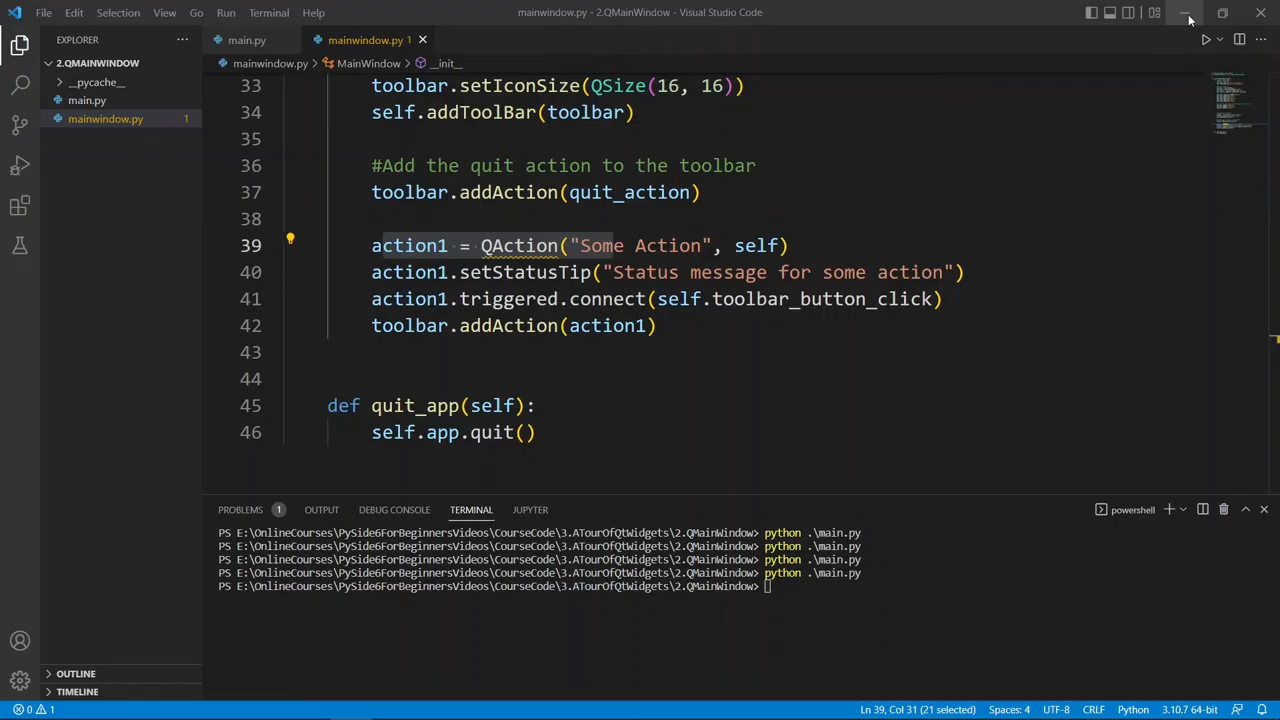 File Edit Selection View Go Run Terminal Help mainwindow.py - 2.QMainWindow - Visual Studio Code
EXPLORER
main.py
mainwindow.py 1
2.QMAINWINDOW
mainwindow.py > MainWindow > __init__
__pycache__
main.py
mainwindow.py 1
33 toolbar.setIconSize(QSize(16, 16))
34 self.addToolBar(toolbar)
35
36 #Add the quit action to the toolbar
37 toolbar.addAction(quit_action)
38
39 action1 = QAction("Some Action", self)
40 action1.setStatusTip("Status message for some action")
41 action1.triggered.connect(self.toolbar_button_click)
42 toolbar.addAction(action1)
43
44
45 def quit_app(self):
46 self.app.quit()
PROBLEMS 1 OUTPUT DEBUG CONSOLE TERMINAL JUPYTER powershell
PS E:\OnlineCourses\PySide6ForBeginnersVideos\CourseCode\3.ATourOfQtWidgets\2.QMainWindow> python .\main.py
PS E:\OnlineCourses\PySide6ForBeginnersVideos\CourseCode\3.ATourOfQtWidgets\2.QMainWindow> python .\main.py
PS E:\OnlineCourses\PySide6ForBeginnersVideos\CourseCode\3.ATourOfQtWidgets\2.QMainWindow> python .\main.py
PS E:\OnlineCourses\PySide6ForBeginnersVideos\CourseCode\3.ATourOfQtWidgets\2.QMainWindow> python .\main.py
PS E:\OnlineCourses\PySide6ForBeginnersVideos\CourseCode\3.ATourOfQtWidgets\2.QMainWindow>
OUTLINE
TIMELINE
0 1 Ln 39, Col 31 (21 selected) Spaces: 4 UTF-8 CRLF Python 3.10.7 64-bit